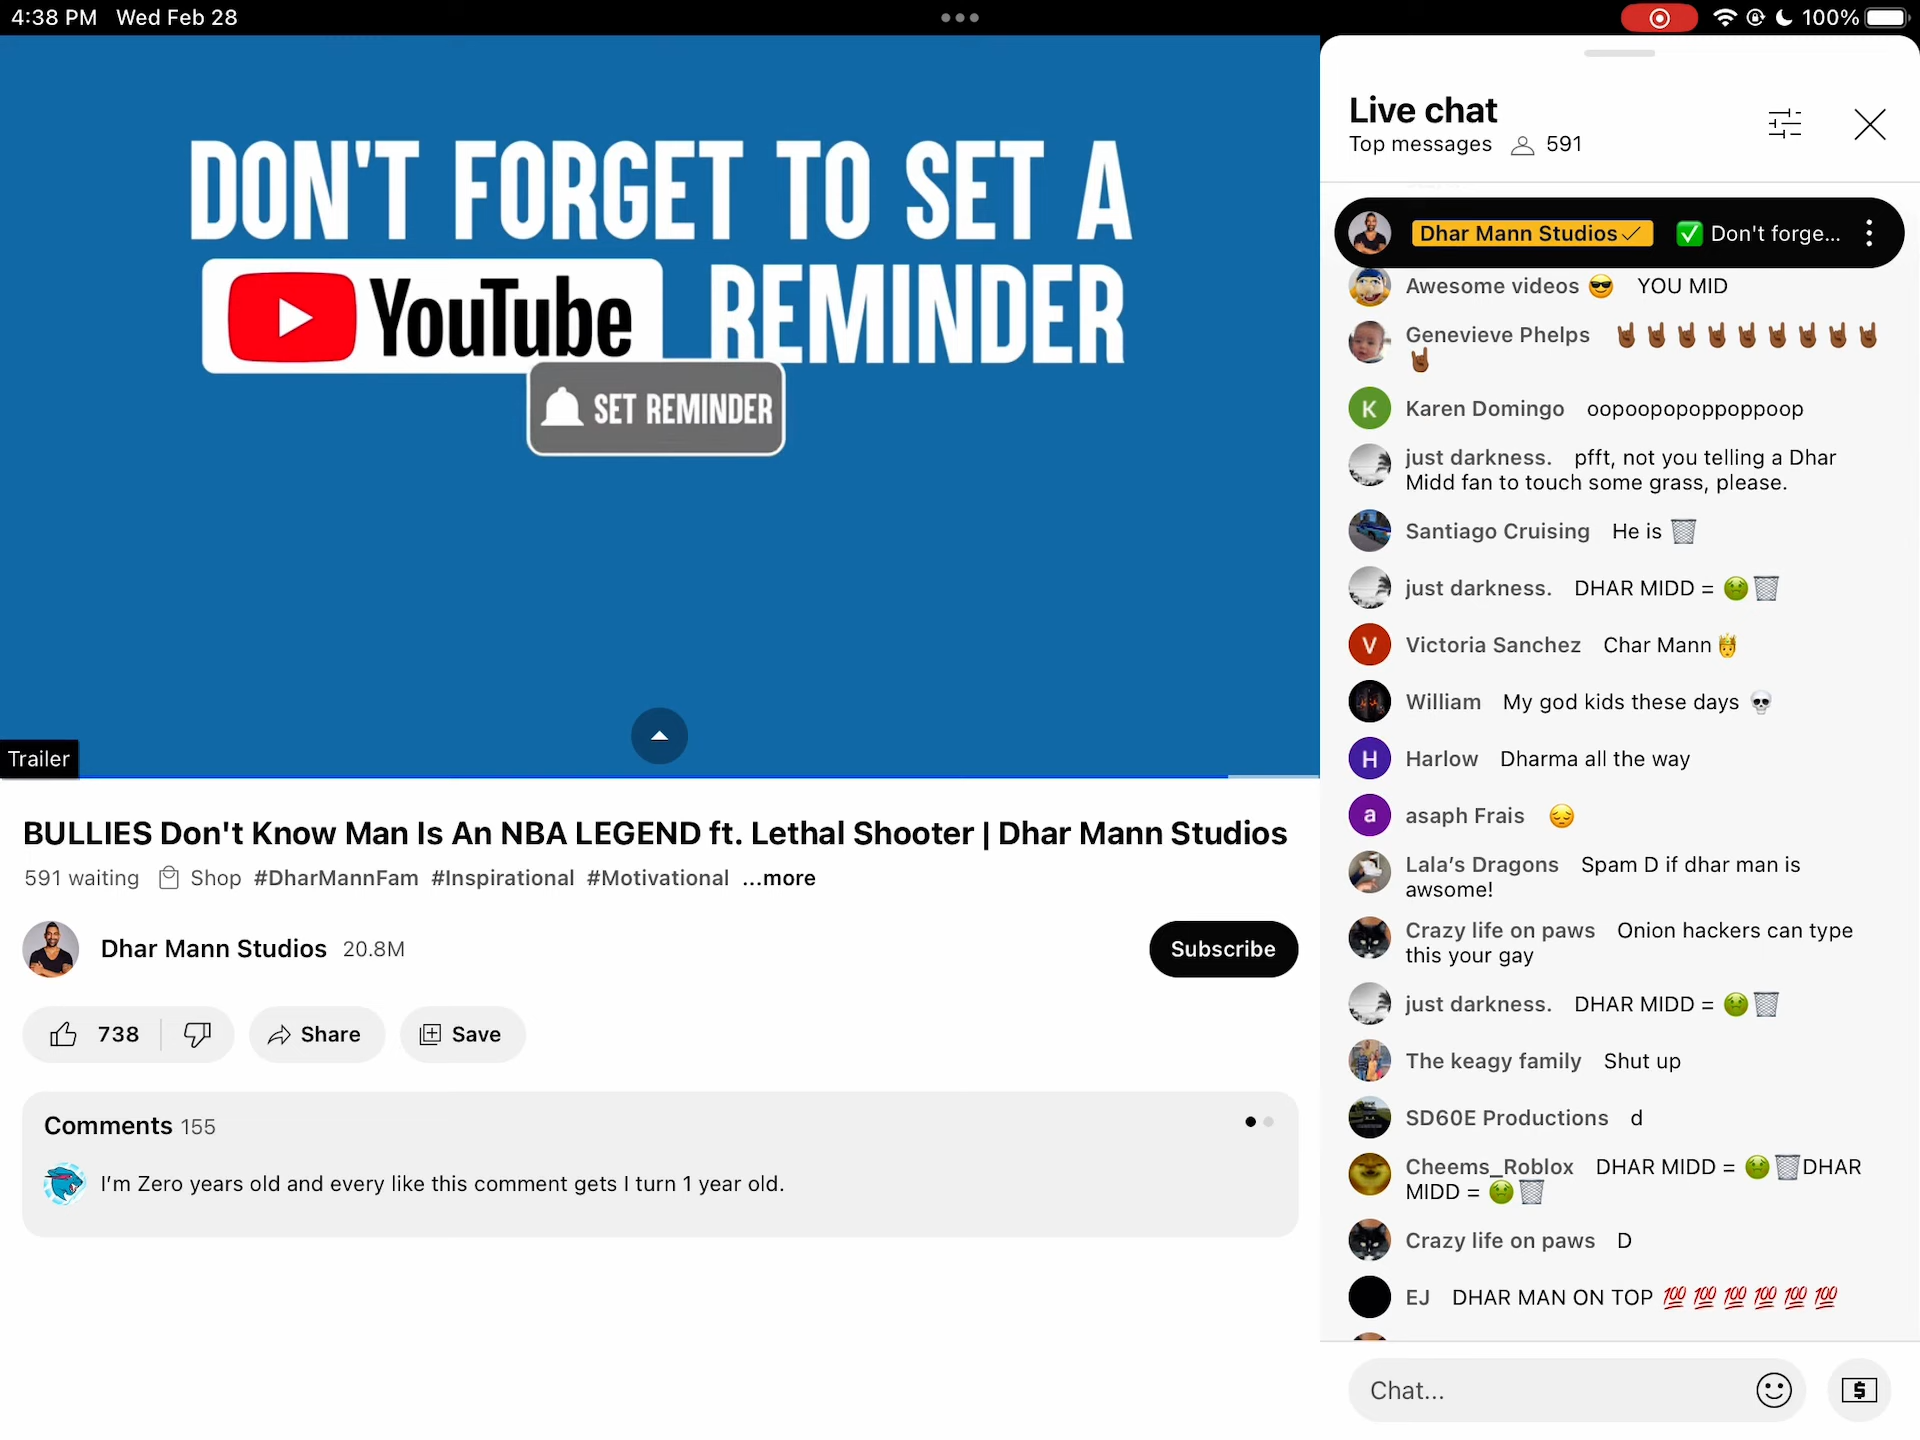 4:38 PM Wed Feb 28
100%
DON'T FORGET TO SET A
YouTube REMINDER
SET REMINDER
Trailer
BULLIES Don't Know Man Is An NBA LEGEND ft. Lethal Shooter | Dhar Mann Studios
591 waiting Shop #DharMannFam #Inspirational #Motivational ...more
Dhar Mann Studios 20.8M
Subscribe
738 Share Save
Comments 155
I'm Zero years old and every like this comment gets I turn 1 year old.
Live chat
Top messages 591
Dhar Mann Studios✓ ✅ Don't forge...
Awesome videos 😎 YOU MID
Genevieve Phelps 🤘🏾🤘🏾🤘🏾🤘🏾🤘🏾🤘🏾🤘🏾🤘🏾🤘🏾
🤘🏾
K Karen Domingo oopoopopoppoppoop
just darkness. pfft, not you telling a Dhar
Midd fan to touch some grass, please.
Santiago Cruising He is 🗑️
just darkness. DHAR MIDD = 🤢🗑️
V Victoria Sanchez Char Mann 🤴
William My god kids these days 💀
H Harlow Dharma all the way
a asaph Frais 😔
Lala's Dragons Spam D if dhar man is
awsome!
Crazy life on paws Onion hackers can type
this your gay
just darkness. DHAR MIDD = 🤢🗑️
The keagy family Shut up
SD60E Productions d
Cheems_Roblox DHAR MIDD = 🤢🗑️DHAR
MIDD = 🤢🗑️
Crazy life on paws D
EJ DHAR MAN ON TOP 💯💯💯💯💯💯
Chat...